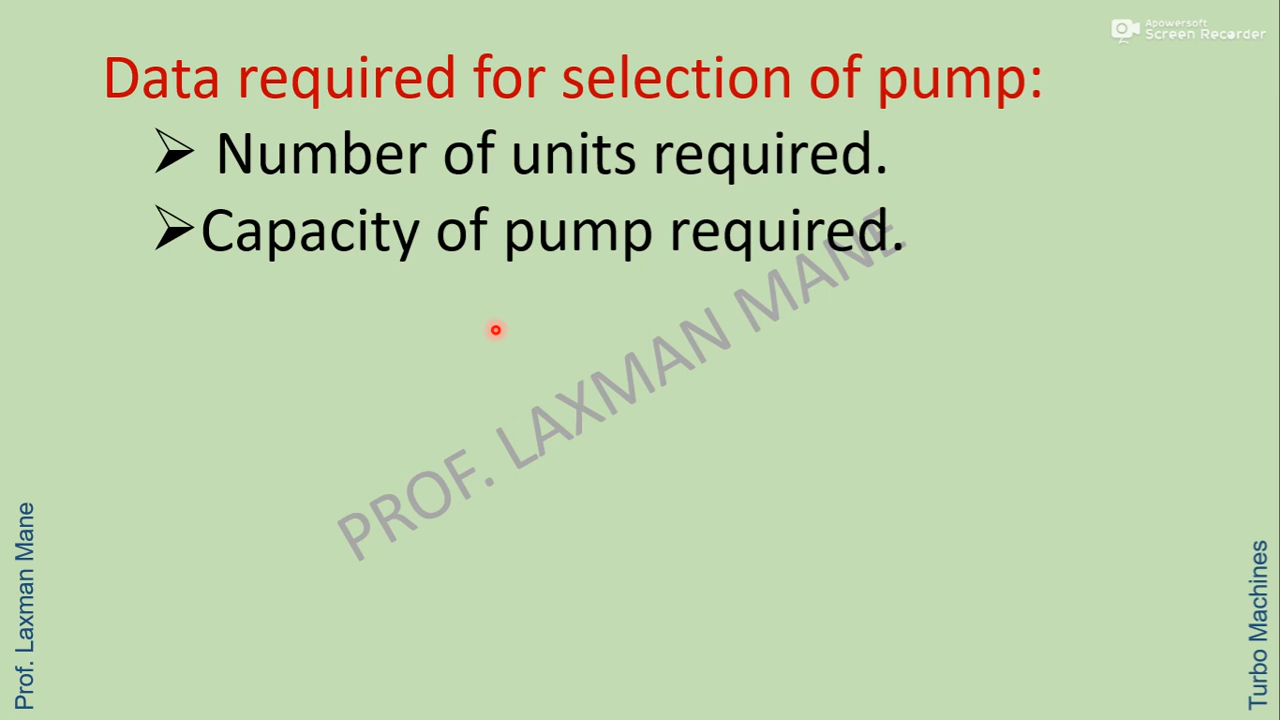 Apowersoft
Screen Recorder
Data required for selection of pump:
➢ Number of units required.
➢Capacity of pump required.
PROF. LAXMAN MANE
Prof. Laxman Mane
Turbo Machines